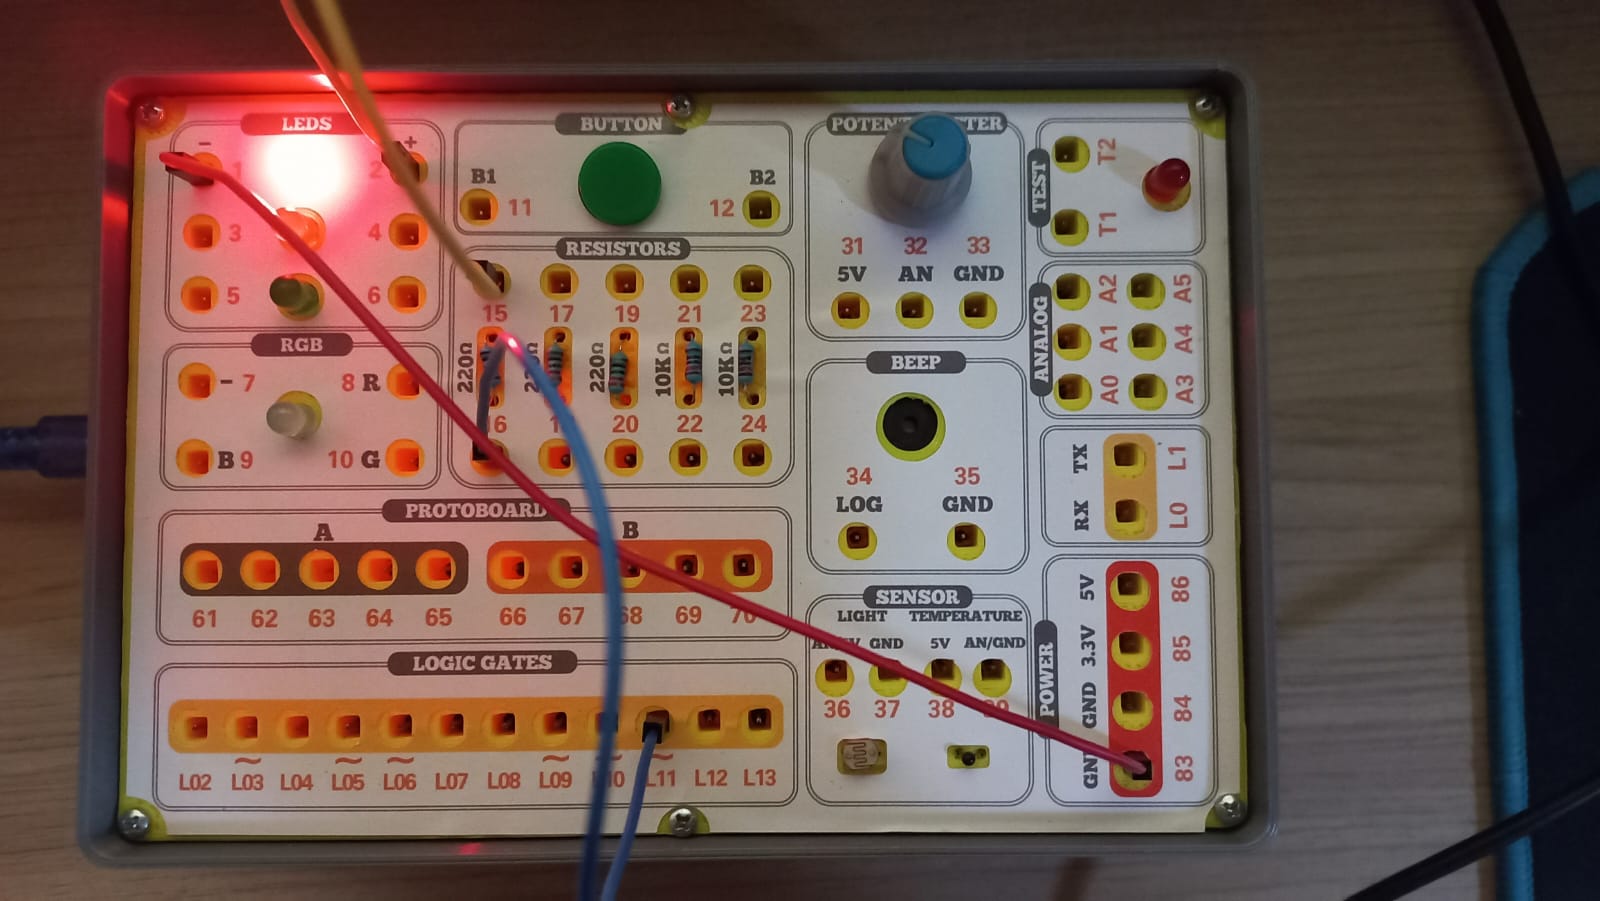 LEDS
- +
1 2
3 4
5 6
RGB
- 7 8 R
B 9 10 G
BUTTON
B1 B2
11 12
RESISTORS
15 17 19 21 23
220Ω 220Ω 10KΩ 10KΩ
16 20 22 24
PROTOBOARD
A B
61 62 63 64 65 66 67 68 69 70
LOGIC GATES
~ ~ ~ ~ ~ ~
L02 L03 L04 L05 L06 L07 L08 L09 L10 L11 L12 L13
31 32 33
5V AN GND
BEEP
34 35
LOG GND
SENSOR
LIGHT TEMPERATURE
GND 5V AN/GND
36 37 38 39
TEST
T2
T1
ANALOG
A2 A5
A1 A4
A0 A3
TX L1
RX L0
POWER
5V 86
3.3V 85
GND 84
GND 83